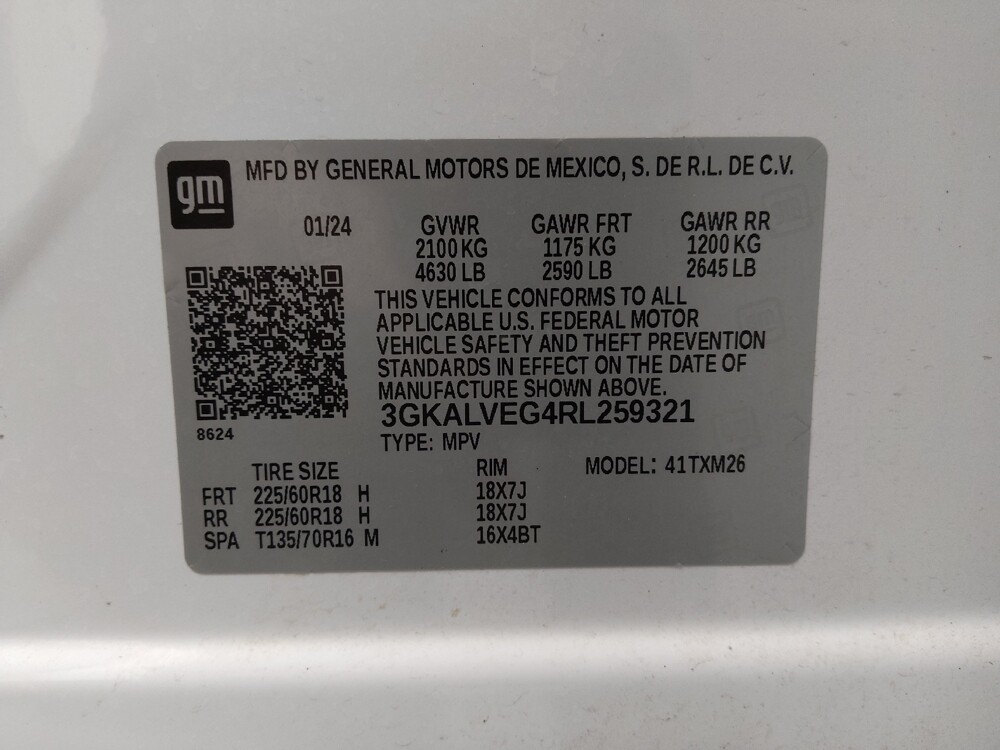 gm
MFD BY GENERAL MOTORS DE MEXICO, S. DE R.L. DE C.V.
01/24 GVWR GAWR FRT GAWR RR
2100 KG 1175 KG 1200 KG
4630 LB 2590 LB 2645 LB
THIS VEHICLE CONFORMS TO ALL
APPLICABLE U.S. FEDERAL MOTOR
VEHICLE SAFETY AND THEFT PREVENTION
STANDARDS IN EFFECT ON THE DATE OF
MANUFACTURE SHOWN ABOVE.
3GKALVEG4RL259321
8624
TYPE: MPV
TIRE SIZE RIM MODEL: 41TXM26
FRT 225/60R18 H 18X7J
RR 225/60R18 H 18X7J
SPA T135/70R16 M 16X4BT